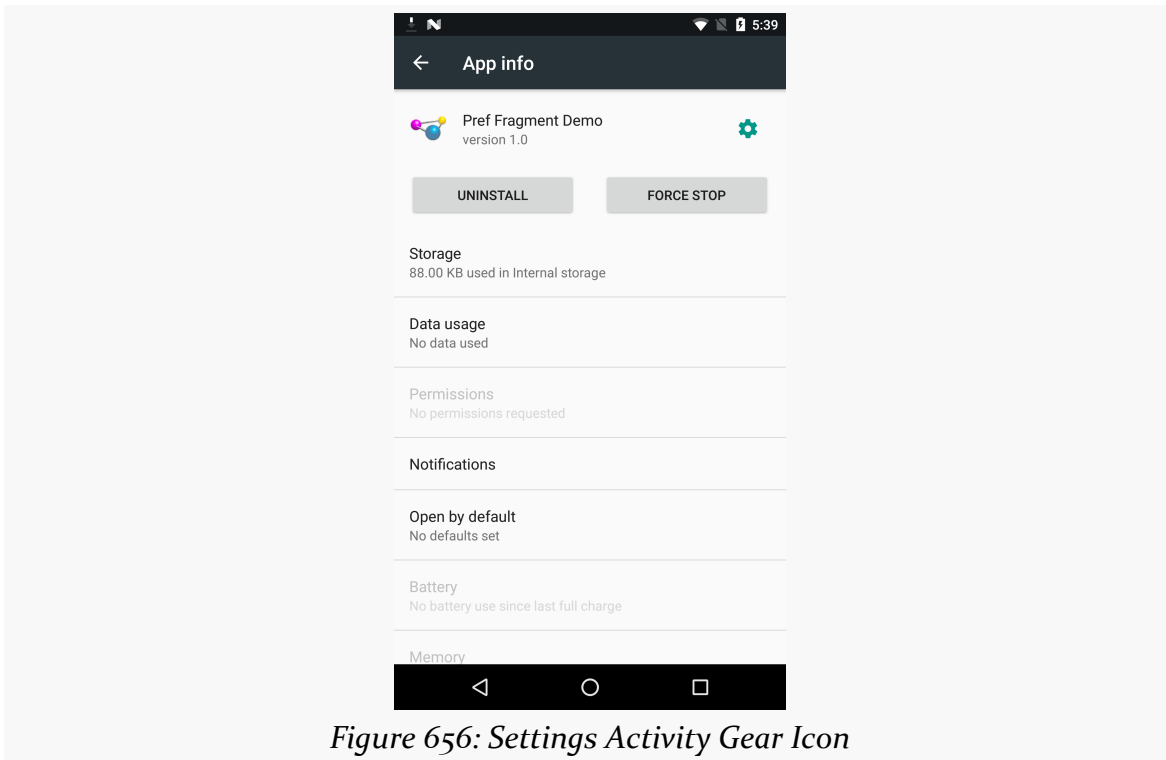 5:39
App info
Pref Fragment Demo
version 1.0
UNINSTALL
FORCE STOP
Storage
88.00 KB used in Internal storage
Data usage
No data used
Permissions
No permissions requested
Notifications
Open by default
No defaults set
Battery
No battery use since last full charge
Memory
Figure 656: Settings Activity Gear Icon